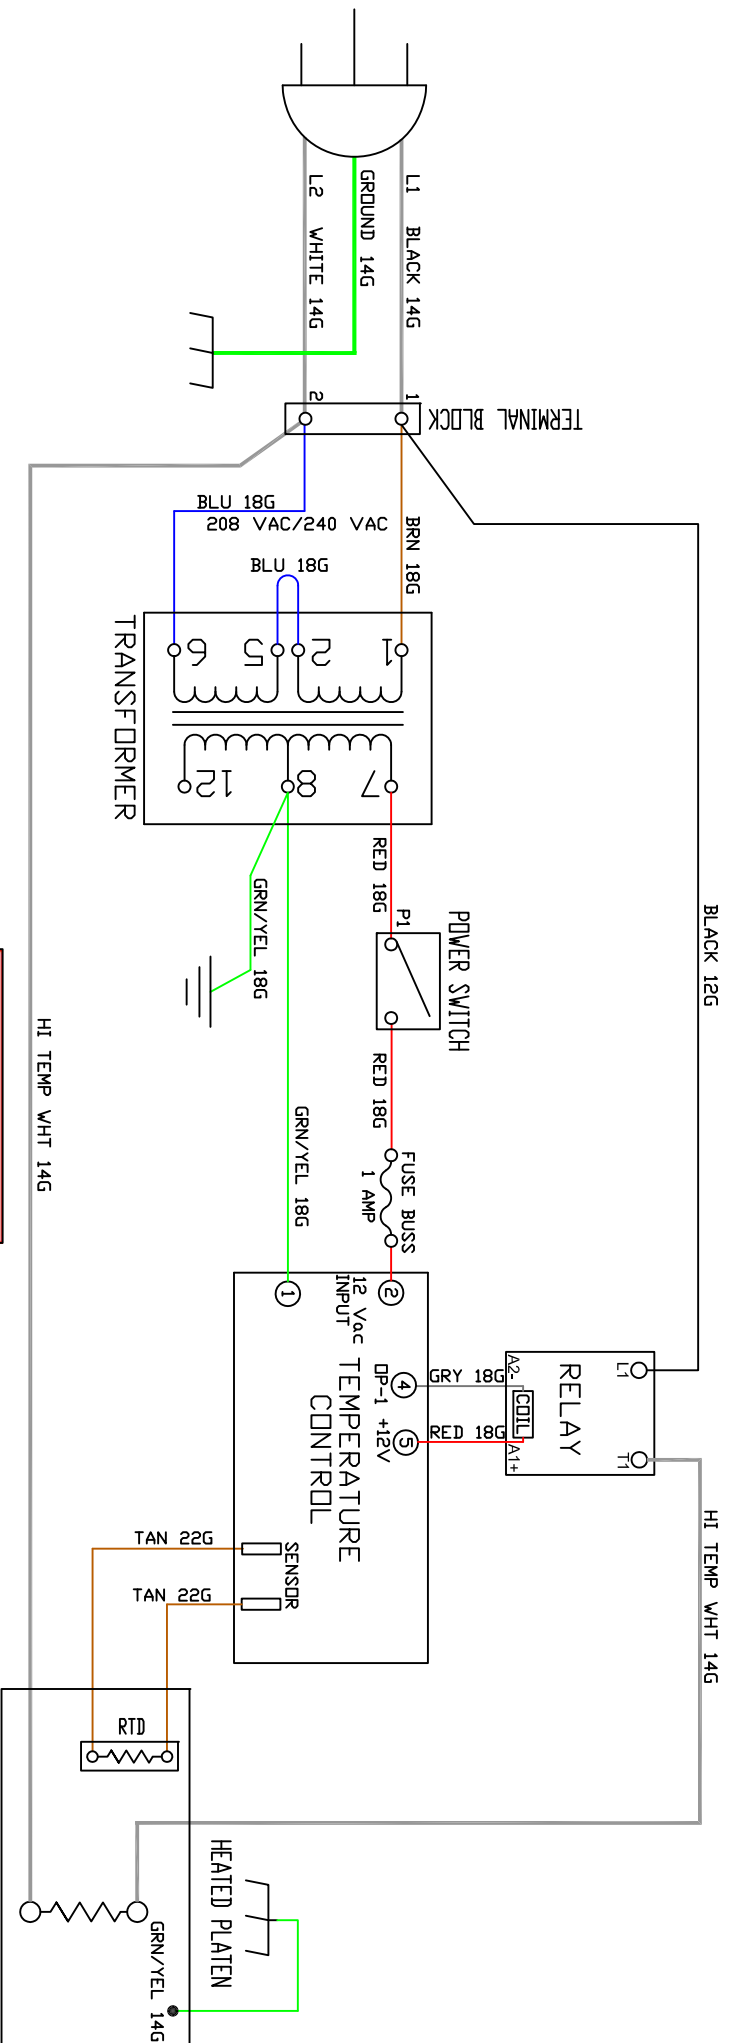 L1 BLACK 14G
GROUND 14G
L2 WHITE 14G
1
2
TERMINAL BLOCK
BLU 18G
208 VAC/240 VAC
BRN 18G
BLU 18G
TRANSFORMER
6
5
2
1
12
8
7
RED 18G
GRN/YEL 18G
P1
POWER SWITCH
BLACK 12G
HI TEMP WHT 14G
RED 18G
GRN/YEL 18G
FUSE BUSS
1 AMP
1
2
12 Vac
INPUT
TEMPERATURE
CONTROL
OP-1 +12V
4
5
GRY 18G
RED 18G
A2-
COIL
A1+
RELAY
L1
T1
SENSOR
TAN 22G
TAN 22G
HI TEMP WHT 14G
RTD
HEATED PLATEN
GRN/YEL 14G